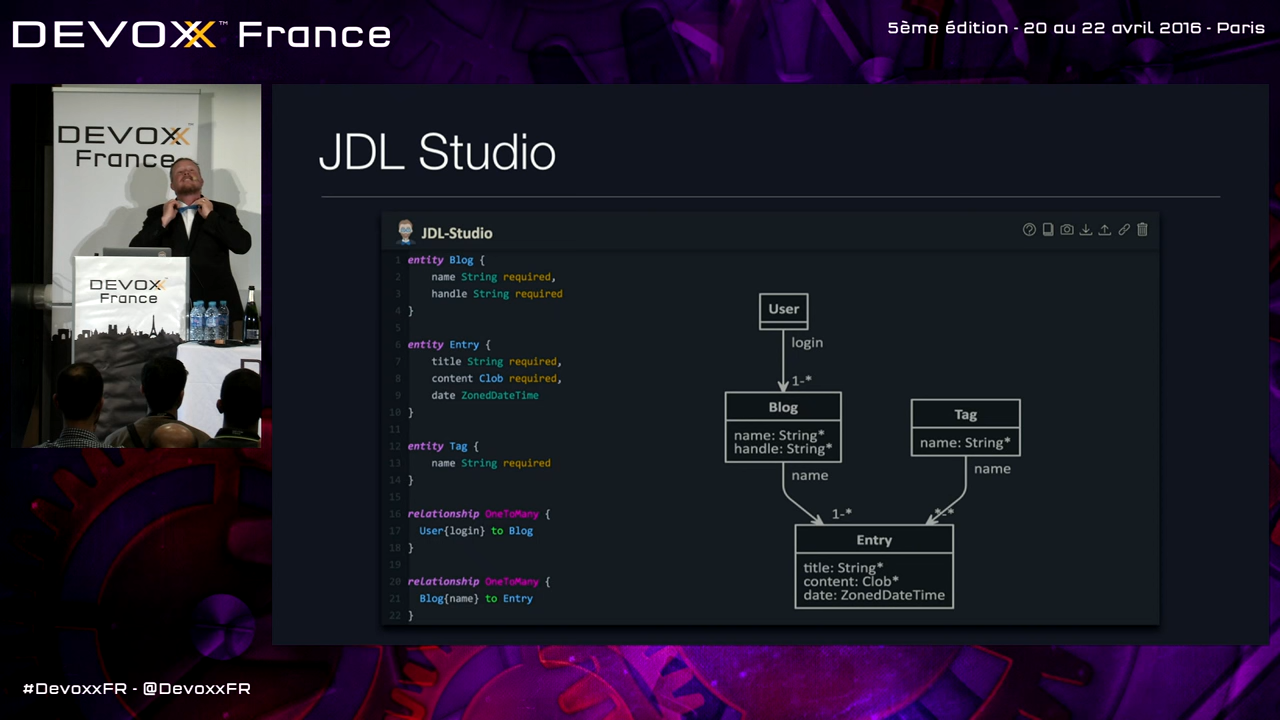 DEVOXX™ France
5ème édition - 20 au 22 avril 2016 - Paris
DEVOXX™
France
DEVOXX
France
JDL Studio
JDL-Studio
1 entity Blog {
2 name String required,
3 handle String required
4 }
5
6 entity Entry {
7 title String required,
8 content Clob required,
9 date ZonedDateTime
10 }
11
12 entity Tag {
13 name String required
14 }
15
16 relationship OneToMany {
17 User{login} to Blog
18 }
19
20 relationship OneToMany {
21 Blog{name} to Entry
22 }
User
login
1-*
Blog
name: String*
handle: String*
Tag
name: String*
name
name
1-*
*-*
Entry
title: String*
content: Clob*
date: ZonedDateTime
#DevoxxFR - @DevoxxFR